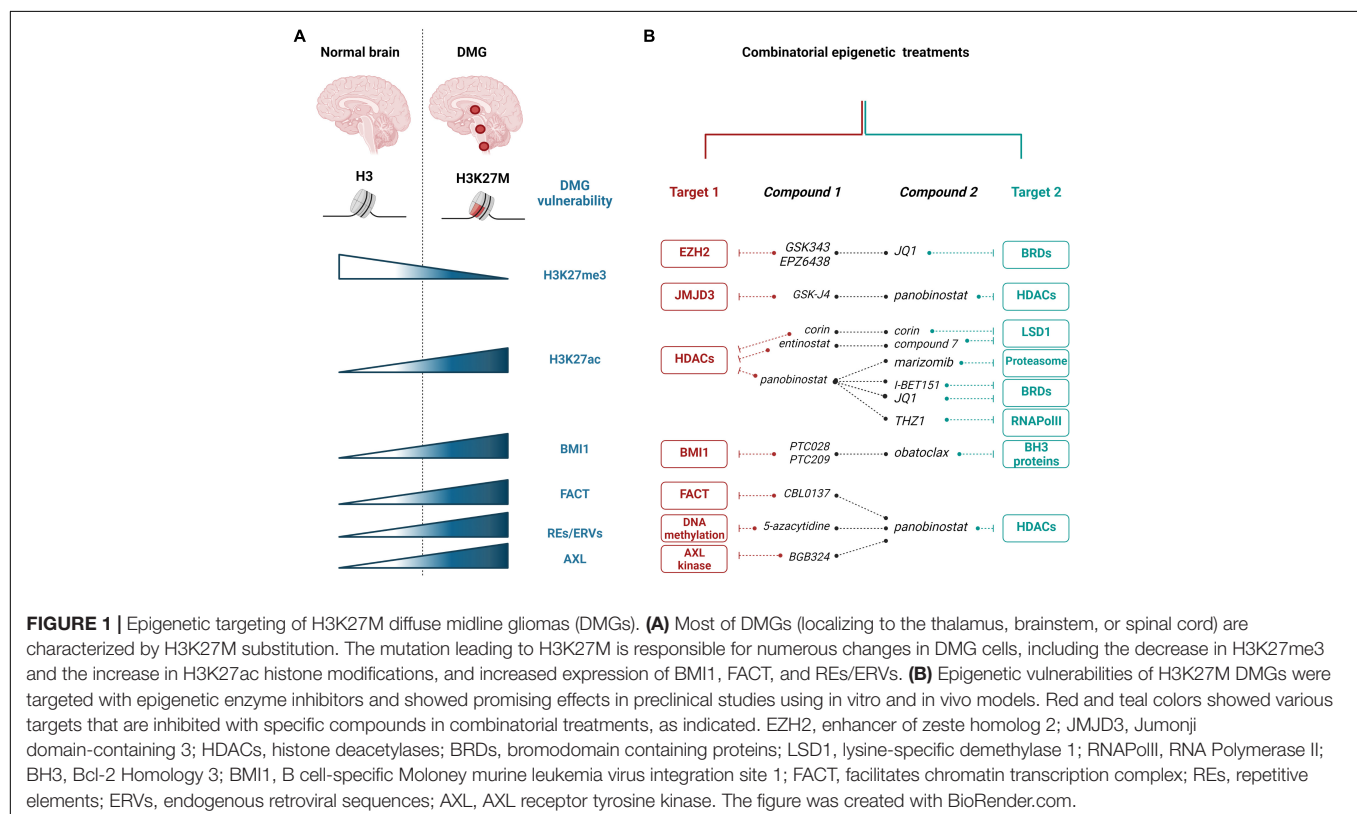 A
B
Normal brain
DMG
Combinatorial epigenetic treatments
H3
H3K27M
DMG
vulnerability
Target 1
Compound 1
Compound 2
Target 2
H3K27me3
EZH2
GSK343
EPZ6438
JQ1
BRDs
JMJD3
GSK-J4
panobinostat
HDACs
H3K27ac
HDACs
corin
entinostat
panobinostat
corin
compound 7
marizomib
I-BET151
JQ1
THZ1
LSD1
Proteasome
BRDs
RNAPolII
BMI1
BMI1
PTC028
PTC209
obatoclax
BH3
proteins
FACT
FACT
CBL0137
REs/ERVs
DNA
methylation
5-azacytidine
panobinostat
HDACs
AXL
AXL
kinase
BGB324
FIGURE 1 | Epigenetic targeting of H3K27M diffuse midline gliomas (DMGs). (A) Most of DMGs (localizing to the thalamus, brainstem, or spinal cord) are
characterized by H3K27M substitution. The mutation leading to H3K27M is responsible for numerous changes in DMG cells, including the decrease in H3K27me3
and the increase in H3K27ac histone modifications, and increased expression of BMI1, FACT, and REs/ERVs. (B) Epigenetic vulnerabilities of H3K27M DMGs were
targeted with epigenetic enzyme inhibitors and showed promising effects in preclinical studies using in vitro and in vivo models. Red and teal colors showed various
targets that are inhibited with specific compounds in combinatorial treatments, as indicated. EZH2, enhancer of zeste homolog 2; JMJD3, Jumonji
domain-containing 3; HDACs, histone deacetylases; BRDs, bromodomain containing proteins; LSD1, lysine-specific demethylase 1; RNAPolII, RNA Polymerase II;
BH3, Bcl-2 Homology 3; BMI1, B cell-specific Moloney murine leukemia virus integration site 1; FACT, facilitates chromatin transcription complex; REs, repetitive
elements; ERVs, endogenous retroviral sequences; AXL, AXL receptor tyrosine kinase. The figure was created with BioRender.com.